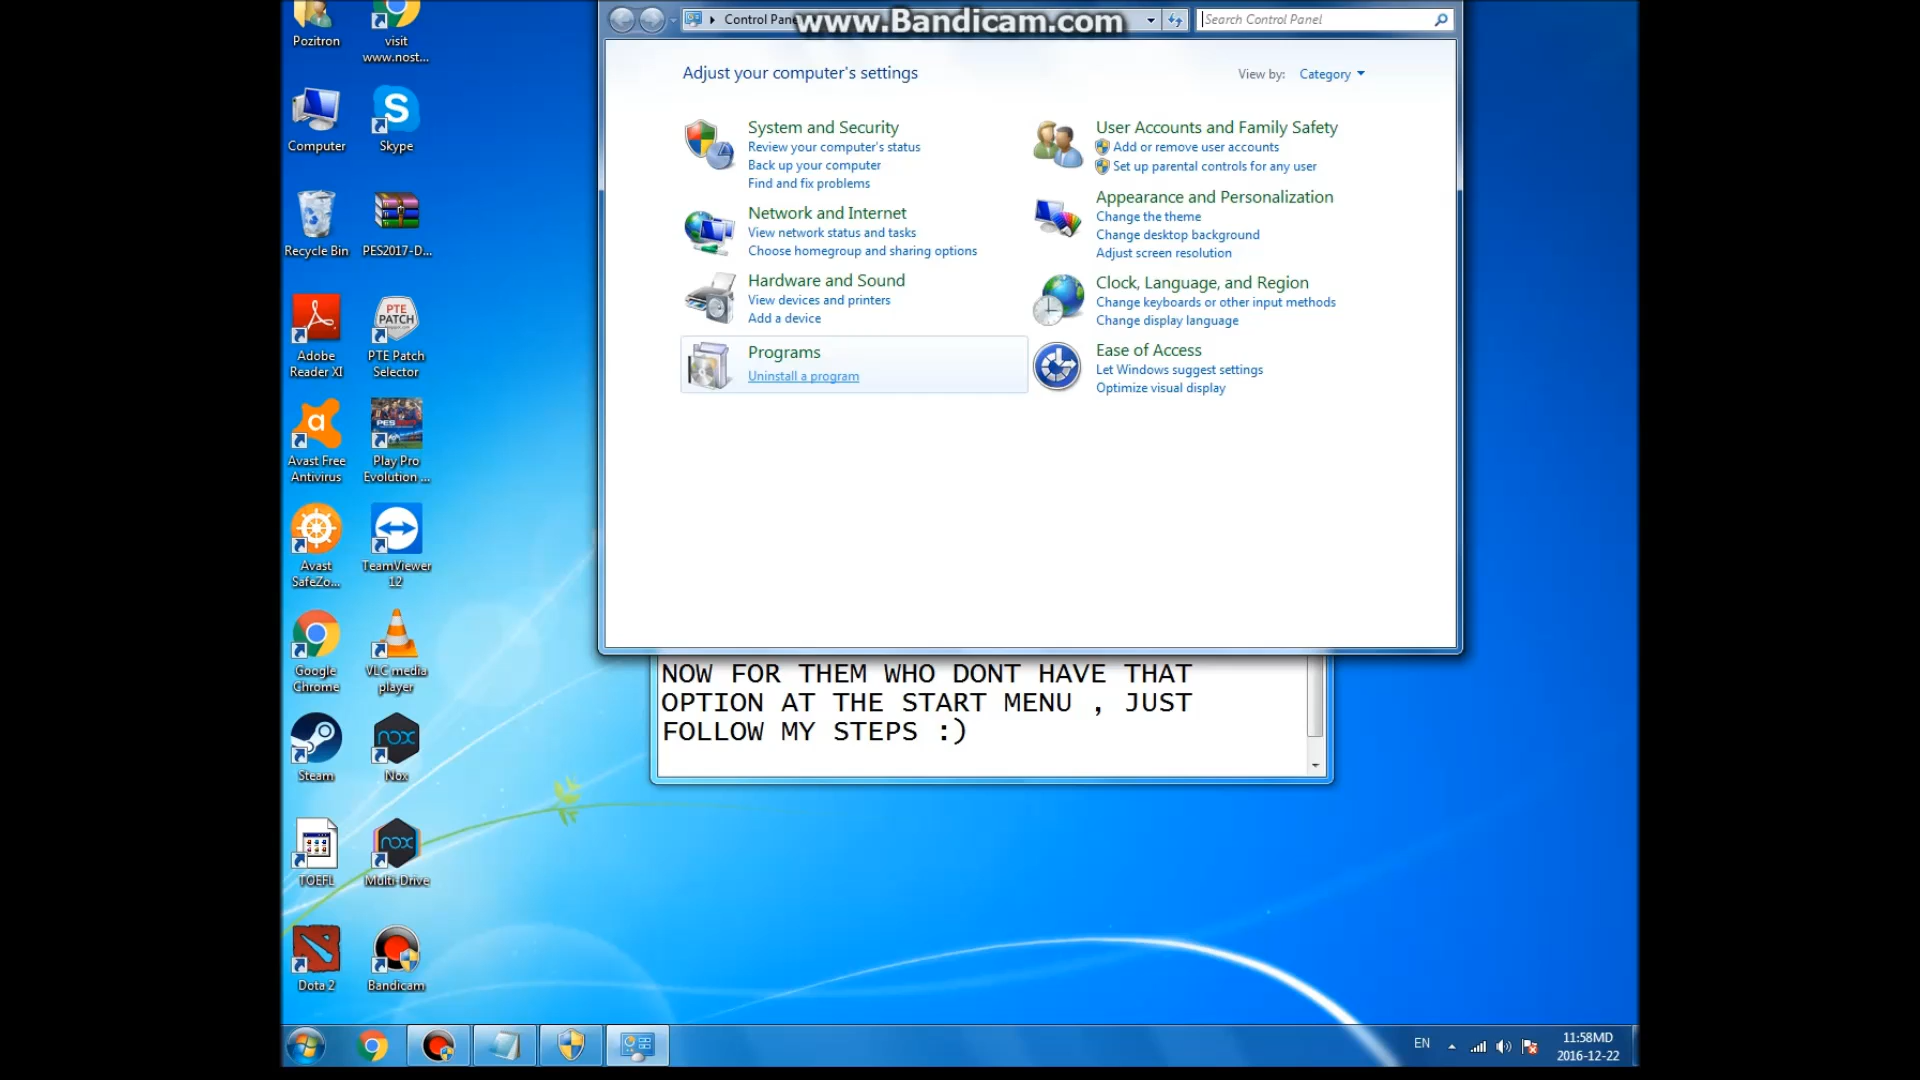 Control Pane
www.Bandicam.com
Search Control Panel
Adjust your computer's settings
View by:
Category
System and Security
Review your computer's status
Back up your computer
Find and fix problems
Network and Internet
View network status and tasks
Choose homegroup and sharing options
Hardware and Sound
View devices and printers
Add a device
Programs
Uninstall a program
User Accounts and Family Safety
Add or remove user accounts
Set up parental controls for any user
Appearance and Personalization
Change the theme
Change desktop background
Adjust screen resolution
Clock, Language, and Region
Change keyboards or other input methods
Change display language
Ease of Access
Let Windows suggest settings
Optimize visual display
NOW FOR THEM WHO DONT HAVE THAT
OPTION AT THE START MENU , JUST
FOLLOW MY STEPS :)
Pozitron
visit
www.nost...
Computer
Skype
Recycle Bin
PES2017-D...
Adobe
Reader XI
PTE
PATCH
PTE Patch
Selector
Avast Free
Antivirus
PES
Play Pro
Evolution ...
Avast
SafeZo...
TeamViewer
12
Google
Chrome
VLC media
player
Steam
nox
Nox
TOEFL
nox
Multi-Drive
Dota 2
Bandicam
EN
11:58MD
2016-12-22